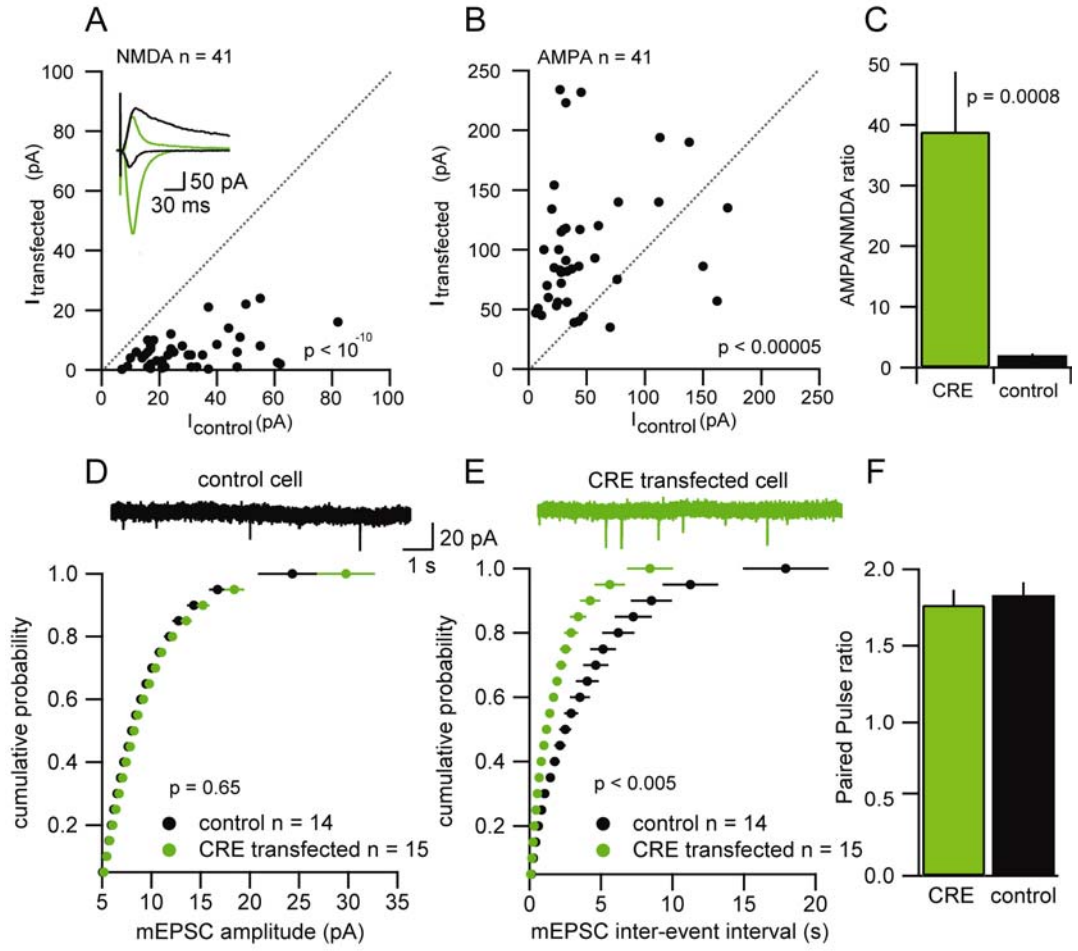 A
NMDA n = 41
100
80
60
40
20
0
I transfected (pA)
50 pA
30 ms
p < 10^-10
0 20 40 60 80 100
I control (pA)
B
AMPA n = 41
250
200
150
100
50
0
I transfected (pA)
p < 0.00005
0 50 100 150 200 250
I control (pA)
C
50
40
30
20
10
0
AMPA/NMDA ratio
p = 0.0008
CRE control
D
control cell
20 pA
1 s
1.0
0.8
0.6
0.4
0.2
cumulative probability
p = 0.65
control n = 14
CRE transfected n = 15
5 10 15 20 25 30 35
mEPSC amplitude (pA)
E
CRE transfected cell
1.0
0.8
0.6
0.4
0.2
cumulative probability
p < 0.005
control n = 14
CRE transfected n = 15
0 5 10 15 20
mEPSC inter-event interval (s)
F
2.0
1.5
1.0
0.5
0.0
Paired Pulse ratio
CRE control